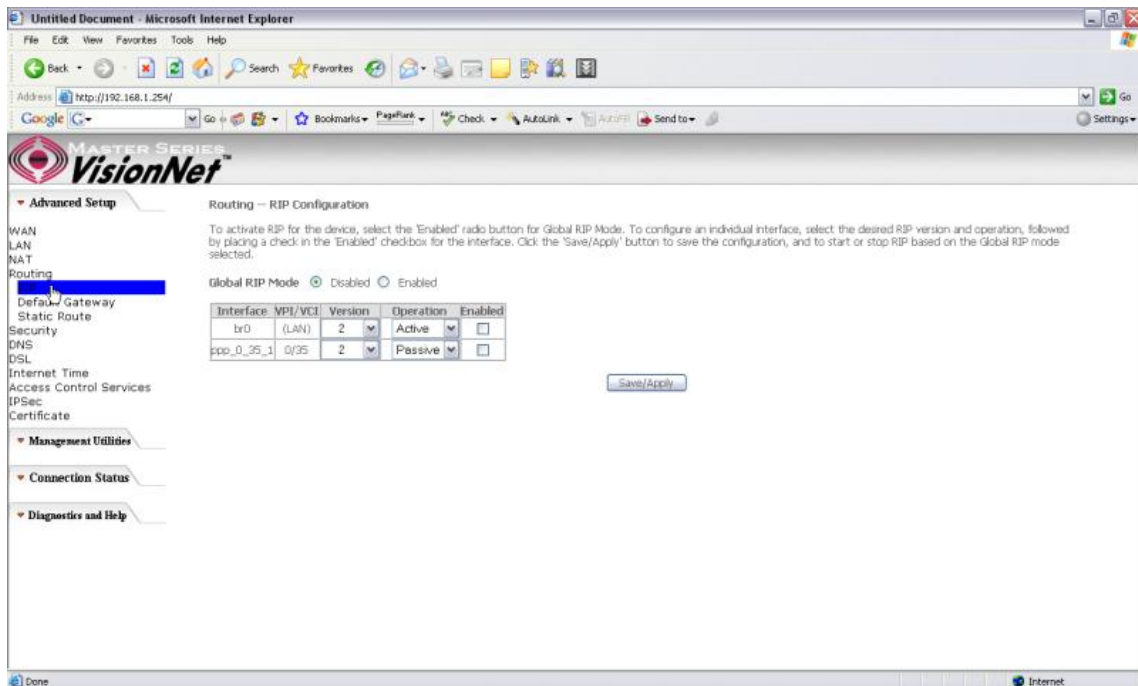 Untitled Document - Microsoft Internet Explorer
File Edit View Favorites Tools Help
Back Search Favorites
Address http://192.168.1.254/ Go
Google G Go Bookmarks PageRank Check AutoLink AutoFill Send to Settings
MASTER SERIES
VisionNet™
Advanced Setup
WAN
LAN
NAT
Routing
Default Gateway
Static Route
Security
DNS
DSL
Internet Time
Access Control Services
IPSec
Certificate
Management Utilities
Connection Status
Diagnostics and Help
Routing -- RIP Configuration
To activate RIP for the device, select the 'Enabled' radio button for Global RIP Mode. To configure an individual interface, select the desired RIP version and operation, followed
by placing a check in the 'Enabled' checkbox for the interface. Click the 'Save/Apply' button to save the configuration, and to start or stop RIP based on the Global RIP mode
selected.
Global RIP Mode Disabled Enabled
Interface VPI/VCI Version Operation Enabled
br0 (LAN) 2 Active
ppp_0_35_1 0/35 2 Passive
Save/Apply
Done Internet